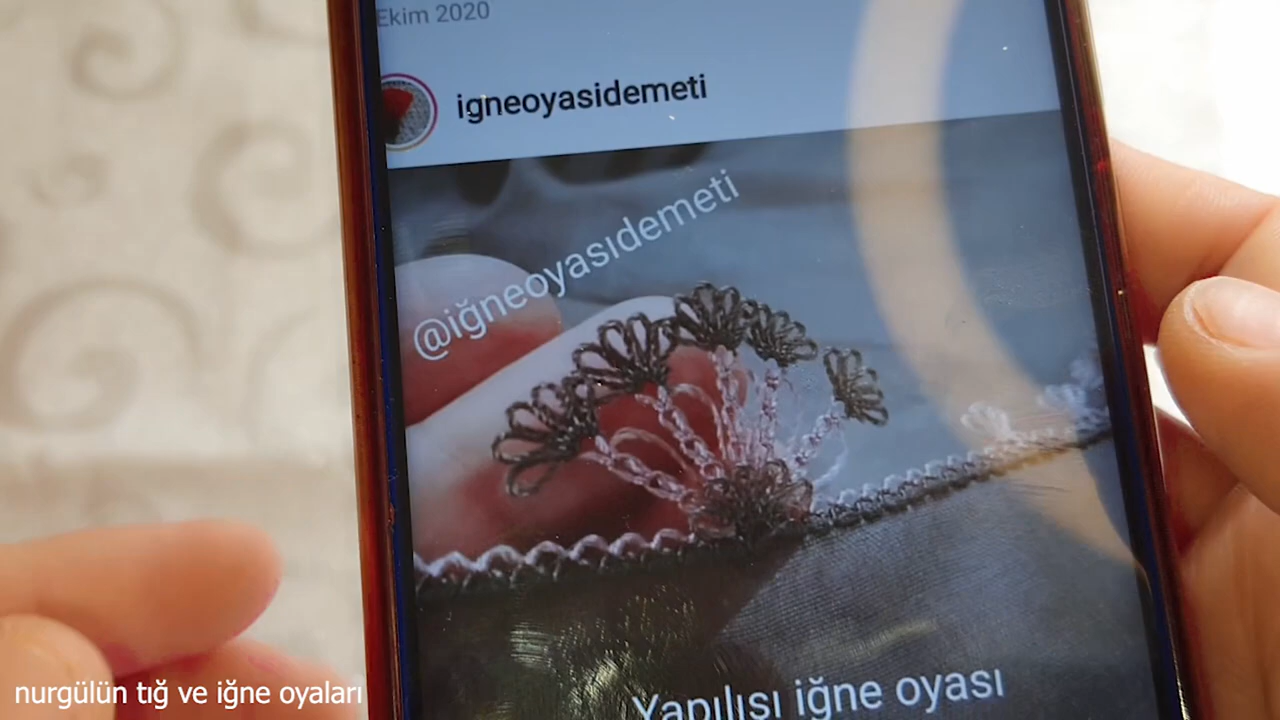 Ekim 2020
igneoyasidemeti
@iğneoyasıdemeti
Yapılışı iğne oyası
nurgülün tığ ve iğne oyaları